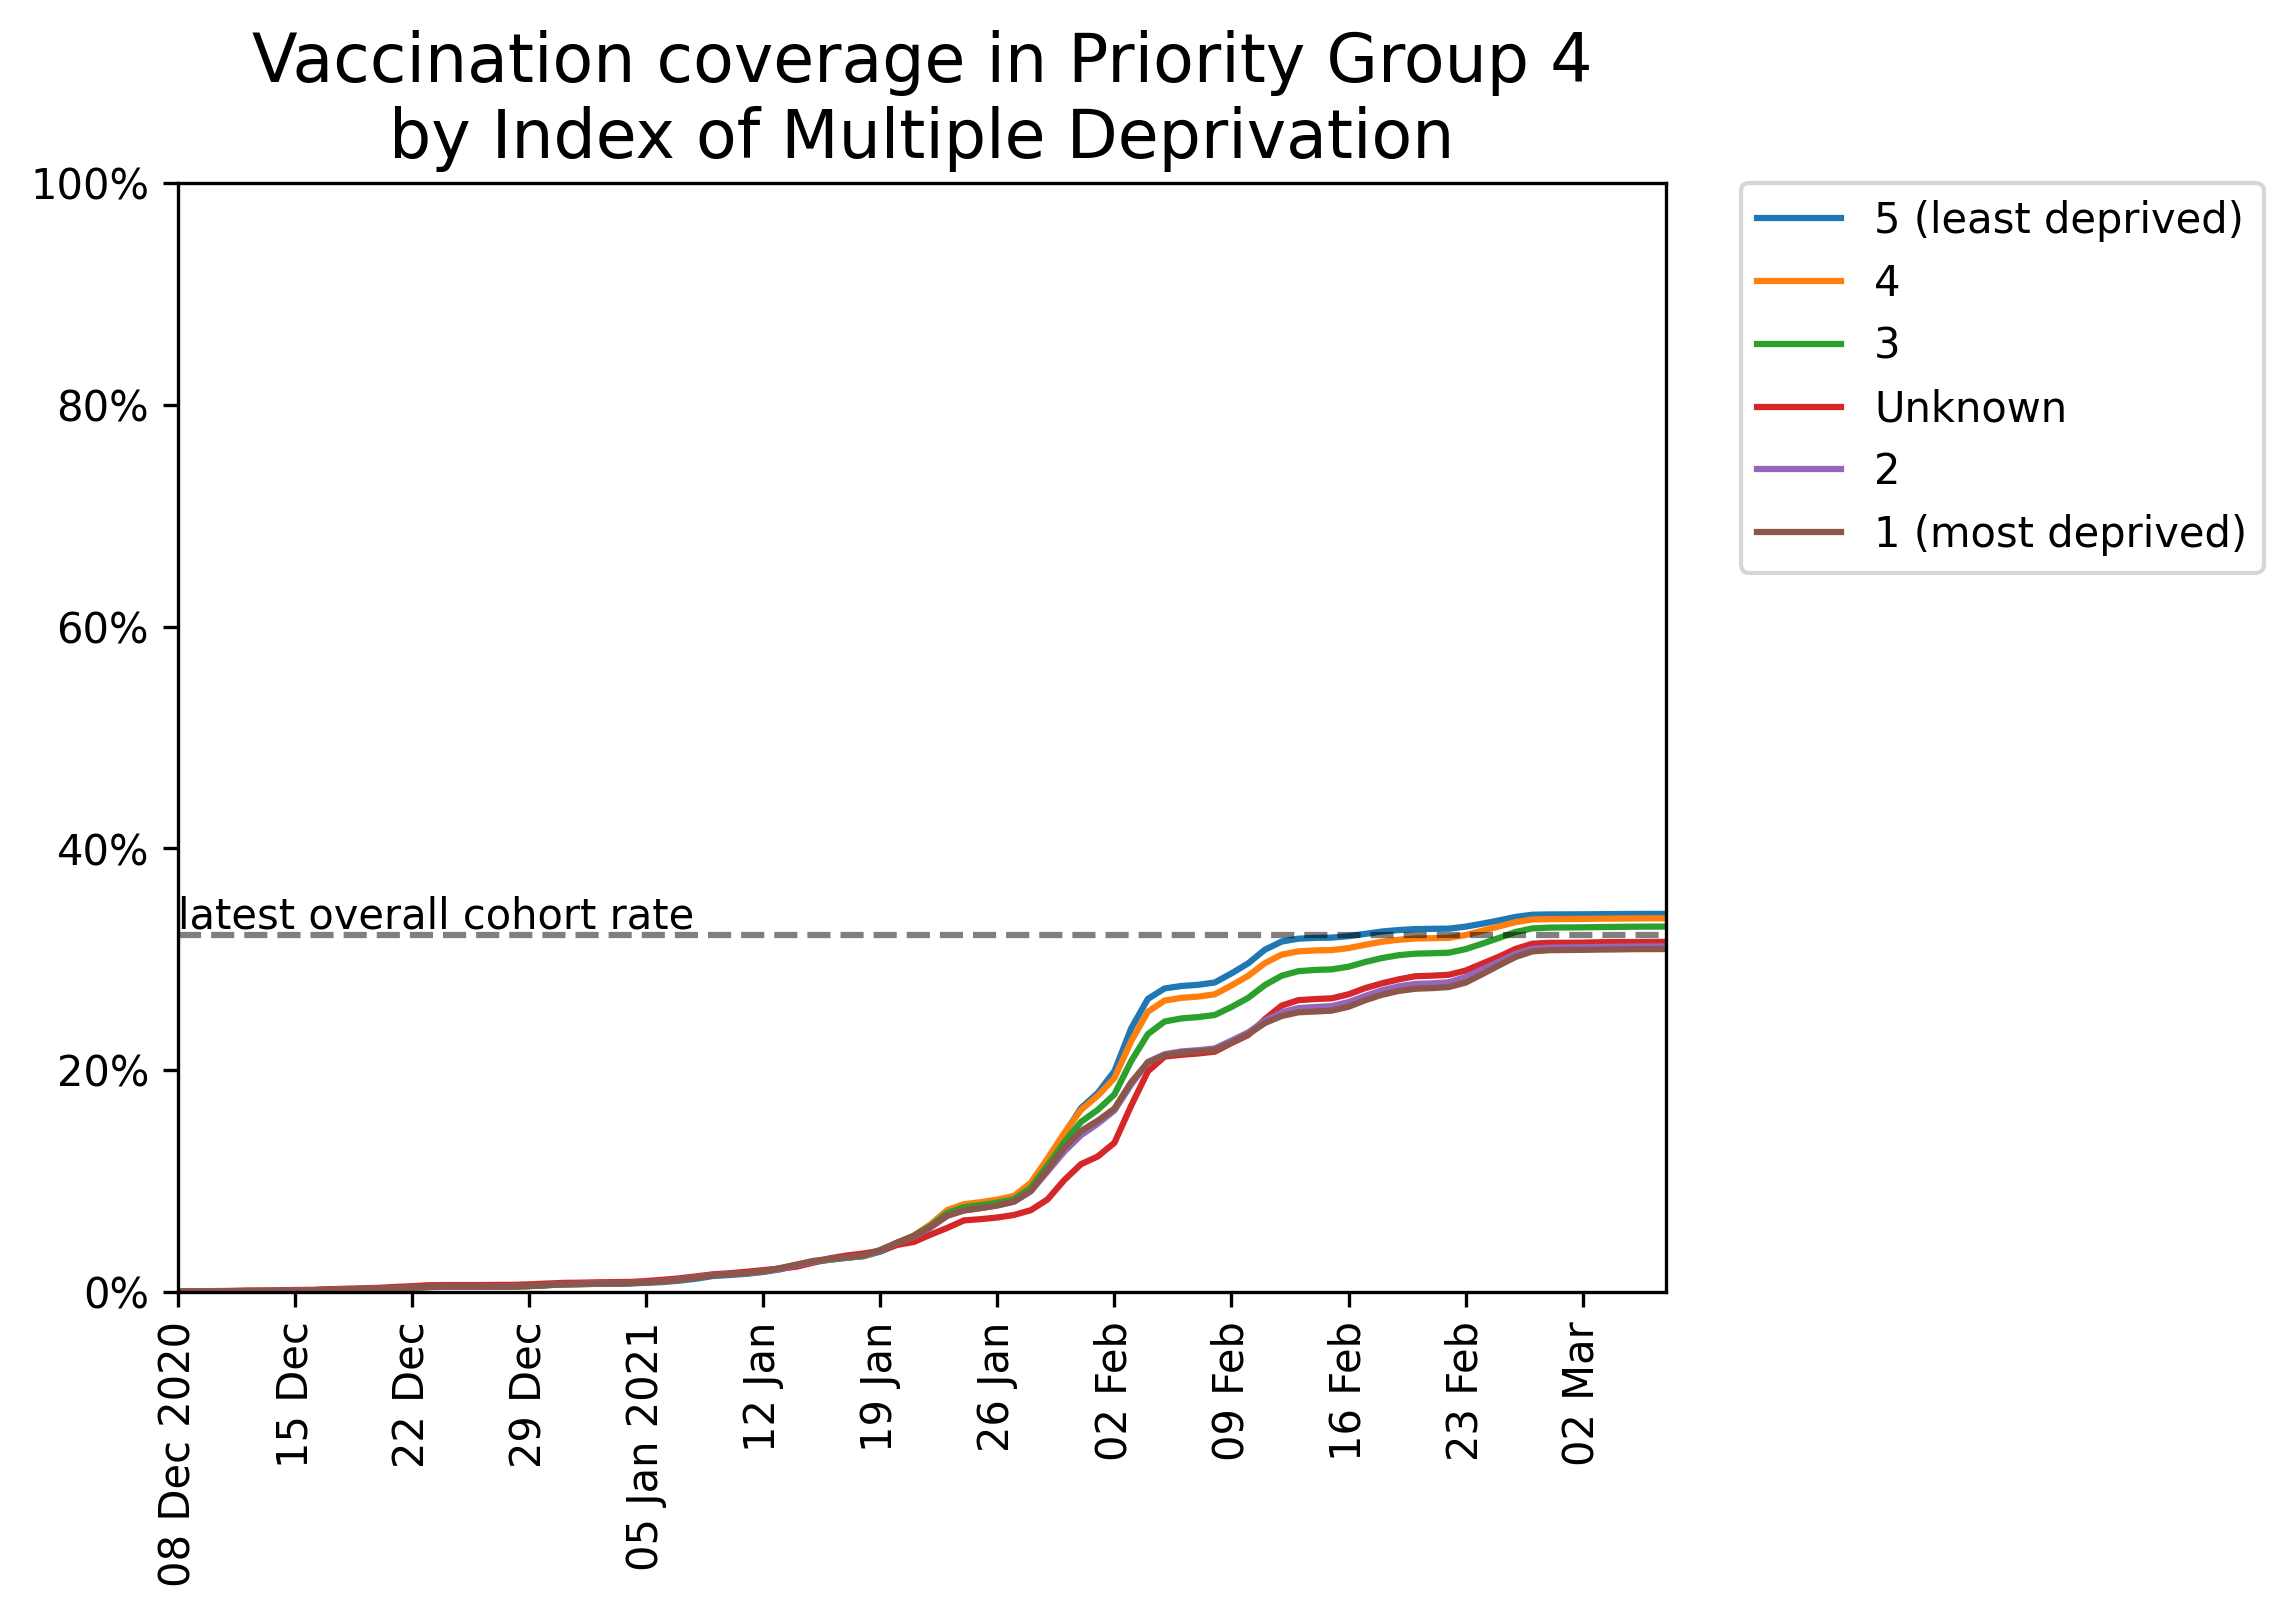 Vaccination coverage in Priority Group 4
by Index of Multiple Deprivation
100%
80%
60%
40%
20%
0%
latest overall cohort rate
08 Dec 2020
15 Dec
22 Dec
29 Dec
05 Jan 2021
12 Jan
19 Jan
26 Jan
02 Feb
09 Feb
16 Feb
23 Feb
02 Mar
5 (least deprived)
4
3
Unknown
2
1 (most deprived)